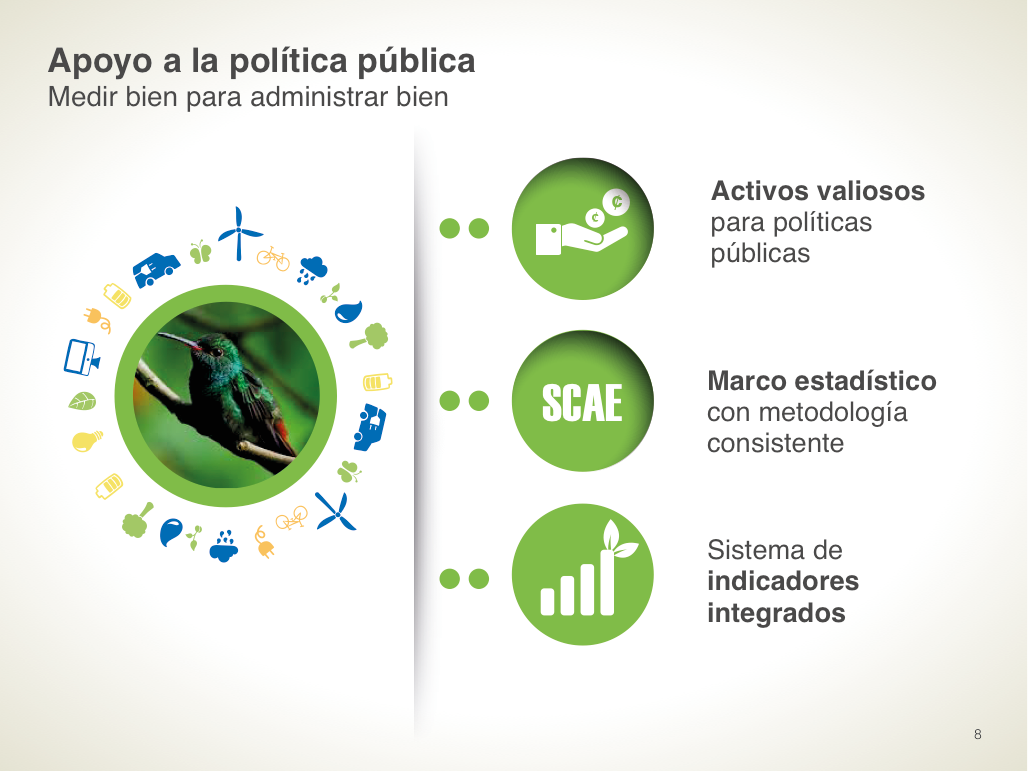 Apoyo a la política pública
Medir bien para administrar bien
₡
₡
Activos valiosos
para políticas
públicas
SCAE
Marco estadístico
con metodología
consistente
Sistema de
indicadores
integrados
8